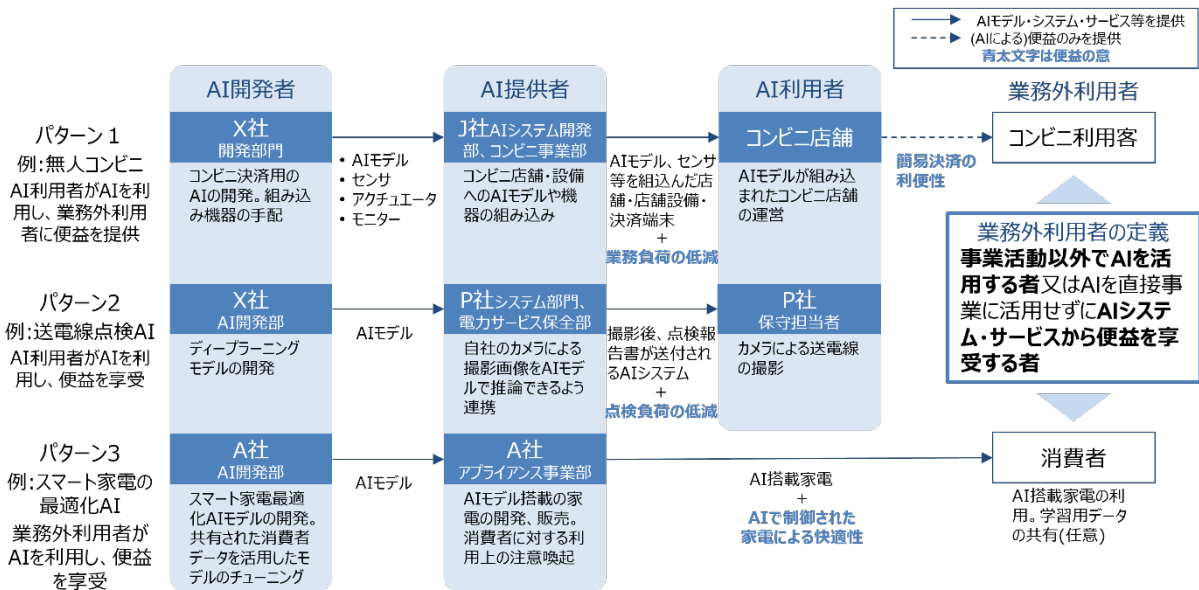 AIモデル・システム・サービス等を提供
(AIによる)便益のみを提供
青太文字は便益の意
AI開発者
AI提供者
AI利用者
業務外利用者
パターン1
例:無人コンビニ
AI利用者がAIを利
用し、業務外利用
者に便益を提供
X社
開発部門
コンビニ決済用の
AIの開発。組み込
み機器の手配
• AIモデル
• センサ
• アクチュエータ
• モニター
J社AIシステム開発
部、コンビニ事業部
コンビニ店舗・設備
へのAIモデルや機
器の組み込み
AIモデル、センサ
等を組込んだ店
舗・店舗設備・
決済端末
+
業務負荷の低減
コンビニ店舗
AIモデルが組み込
まれたコンビニ店舗
の運営
簡易決済の
利便性
コンビニ利用客
業務外利用者の定義
事業活動以外でAIを活
用する者又はAIを直接事
業に活用せずにAIシステ
ム・サービスから便益を享
受する者
パターン2
例:送電線点検AI
AI利用者がAIを利
用し、便益を享受
X社
AI開発部
ディープラーニング
モデルの開発
AIモデル
P社システム部門、
電力サービス保全部
自社のカメラによる
撮影画像をAIモデ
ルで推論できるよう
連携
撮影後、点検報
告書が送付され
るAIシステム
+
点検負荷の低減
P社
保守担当者
カメラによる送電線
の撮影
パターン3
例:スマート家電の
最適化AI
業務外利用者が
AIを利用し、便益
を享受
A社
AI開発部
スマート家電最適
化AIモデルの開発。
共有された消費者
データを活用したモ
デルのチューニング
AIモデル
A社
アプライアンス事業部
AIモデル搭載の家
電の開発、販売。
消費者に対する利
用上の注意喚起
AI搭載家電
+
AIで制御された
家電による快適性
消費者
AI搭載家電の利
用。学習用データ
の共有(任意)